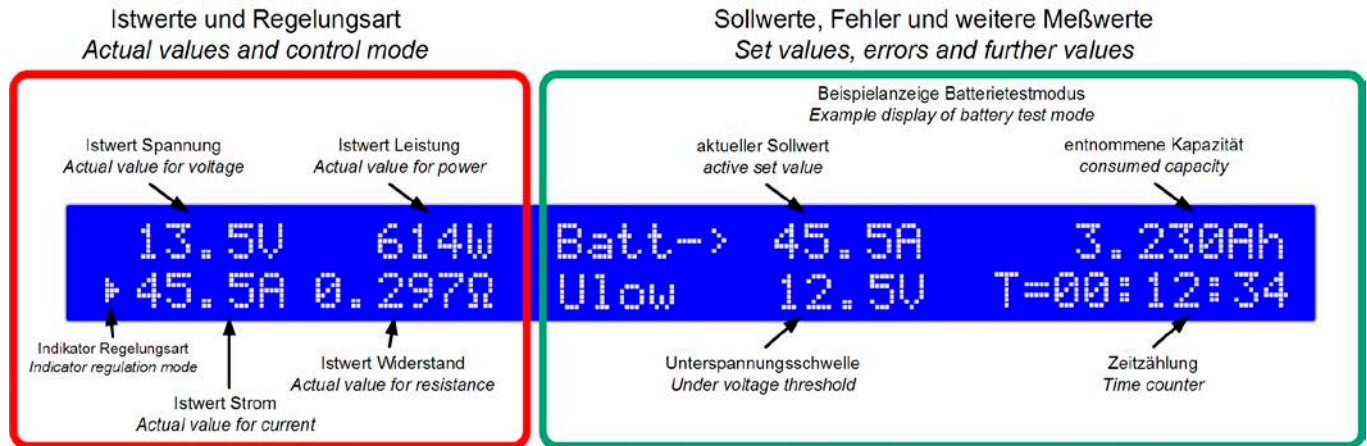 Istwerte und Regelungsart
Actual values and control mode
Sollwerte, Fehler und weitere Meßwerte
Set values, errors and further values
Beispielanzeige Batterietestmodus
Example display of battery test mode
Istwert Spannung
Actual value for voltage
Istwert Leistung
Actual value for power
aktueller Sollwert
active set value
entnommene Kapazität
consumed capacity
13.5V 614W Batt-> 45.5A 3.230Ah
45.5A 0.297Ω Ulow 12.5V T=00:12:34
Indikator Regelungsart
Indicator regulation mode
Istwert Strom
Actual value for current
Istwert Widerstand
Actual value for resistance
Unterspannungsschwelle
Under voltage threshold
Zeitzählung
Time counter